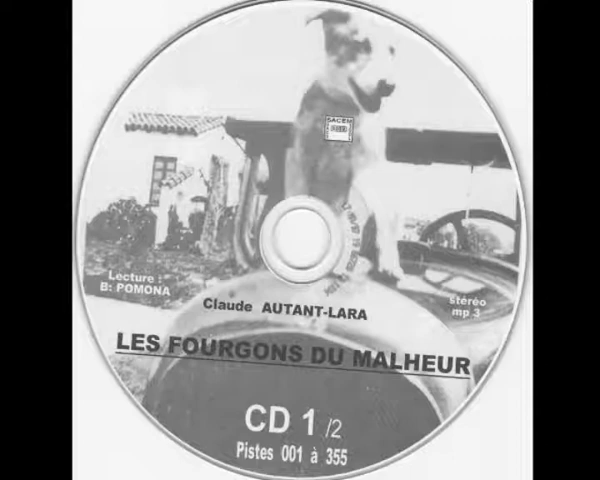 SACEM
Lecture :
B: POMONA
stéréo
mp 3
Claude AUTANT-LARA
LES FOURGONS DU MALHEUR
CD 1 /2
Pistes 001 à 355